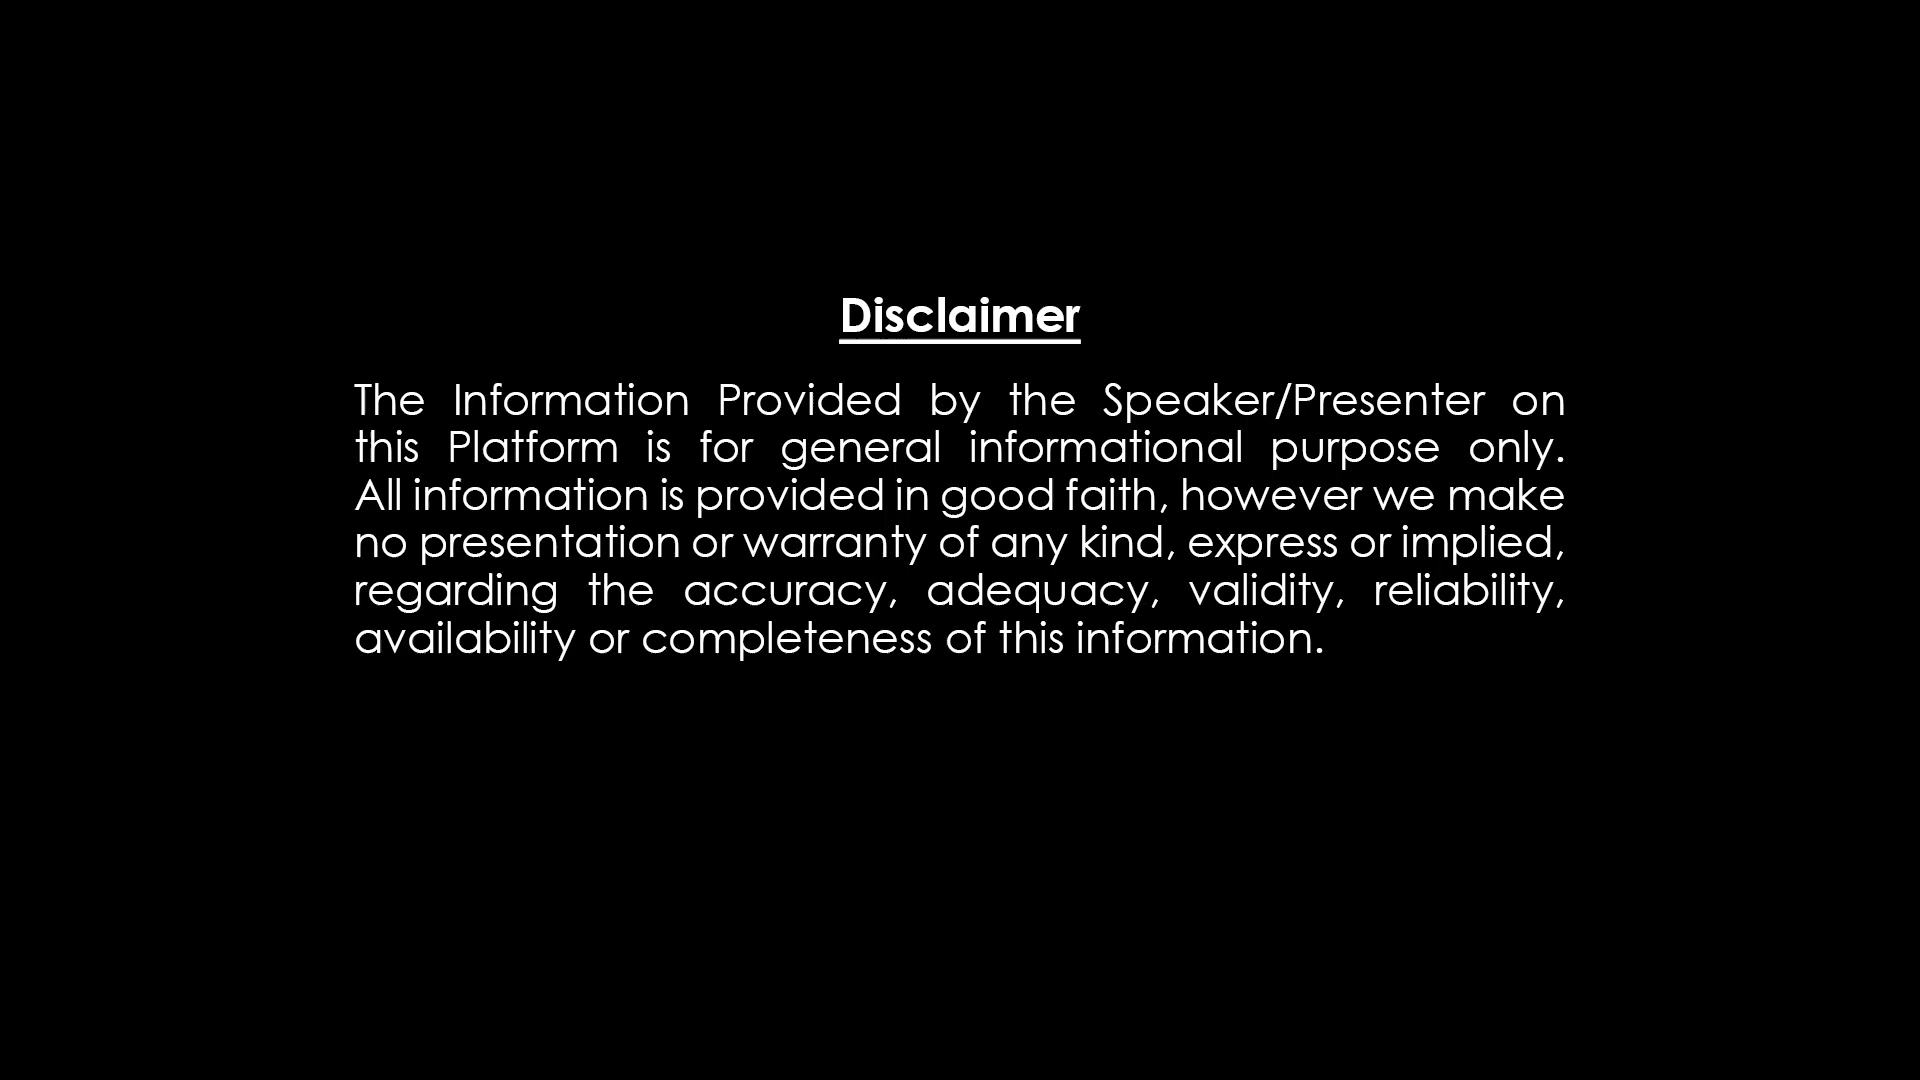 Disclaimer
The Information Provided by the Speaker/Presenter on
this Platform is for general informational purpose only.
All information is provided in good faith, however we make
no presentation or warranty of any kind, express or implied,
regarding the accuracy, adequacy, validity, reliability,
availability or completeness of this information.